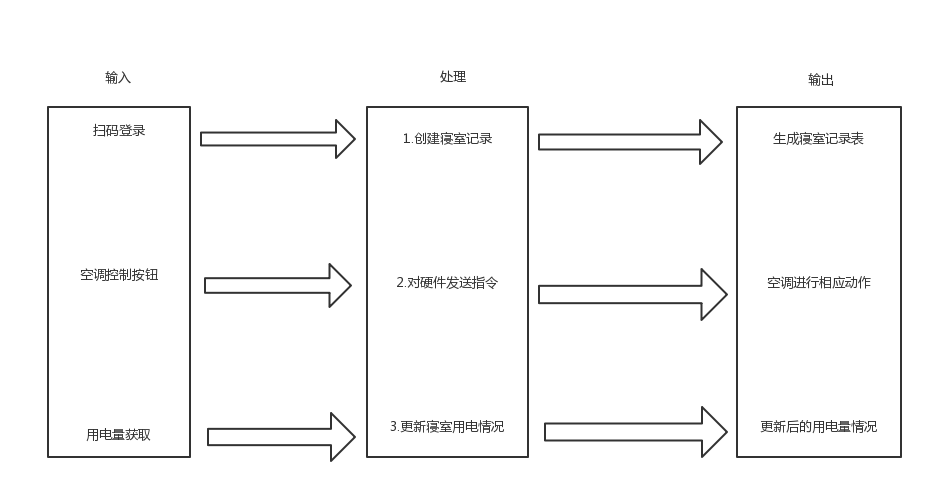 输入
处理
输出
扫码登录
1.创建寝室记录
生成寝室记录表
空调控制按钮
2.对硬件发送指令
空调进行相应动作
用电量获取
3.更新寝室用电情况
更新后的用电量情况